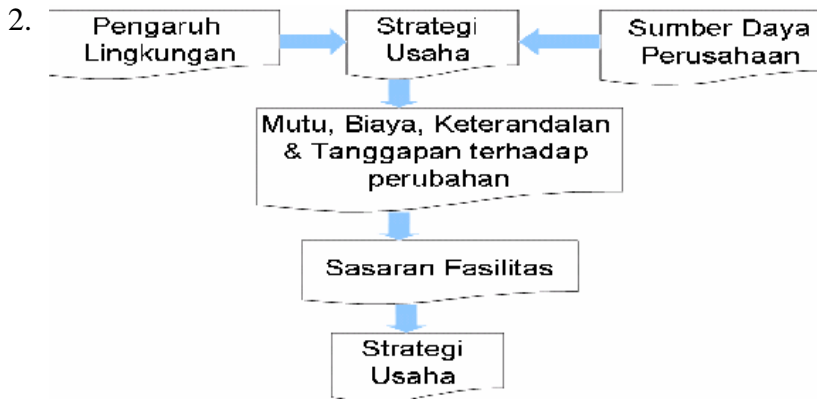 2.
Pengaruh
Lingkungan
Strategi
Usaha
Sumber Daya
Perusahaan
Mutu, Biaya, Keterandalan
& Tanggapan terhadap
perubahan
Sasaran Fasilitas
Strategi
Usaha